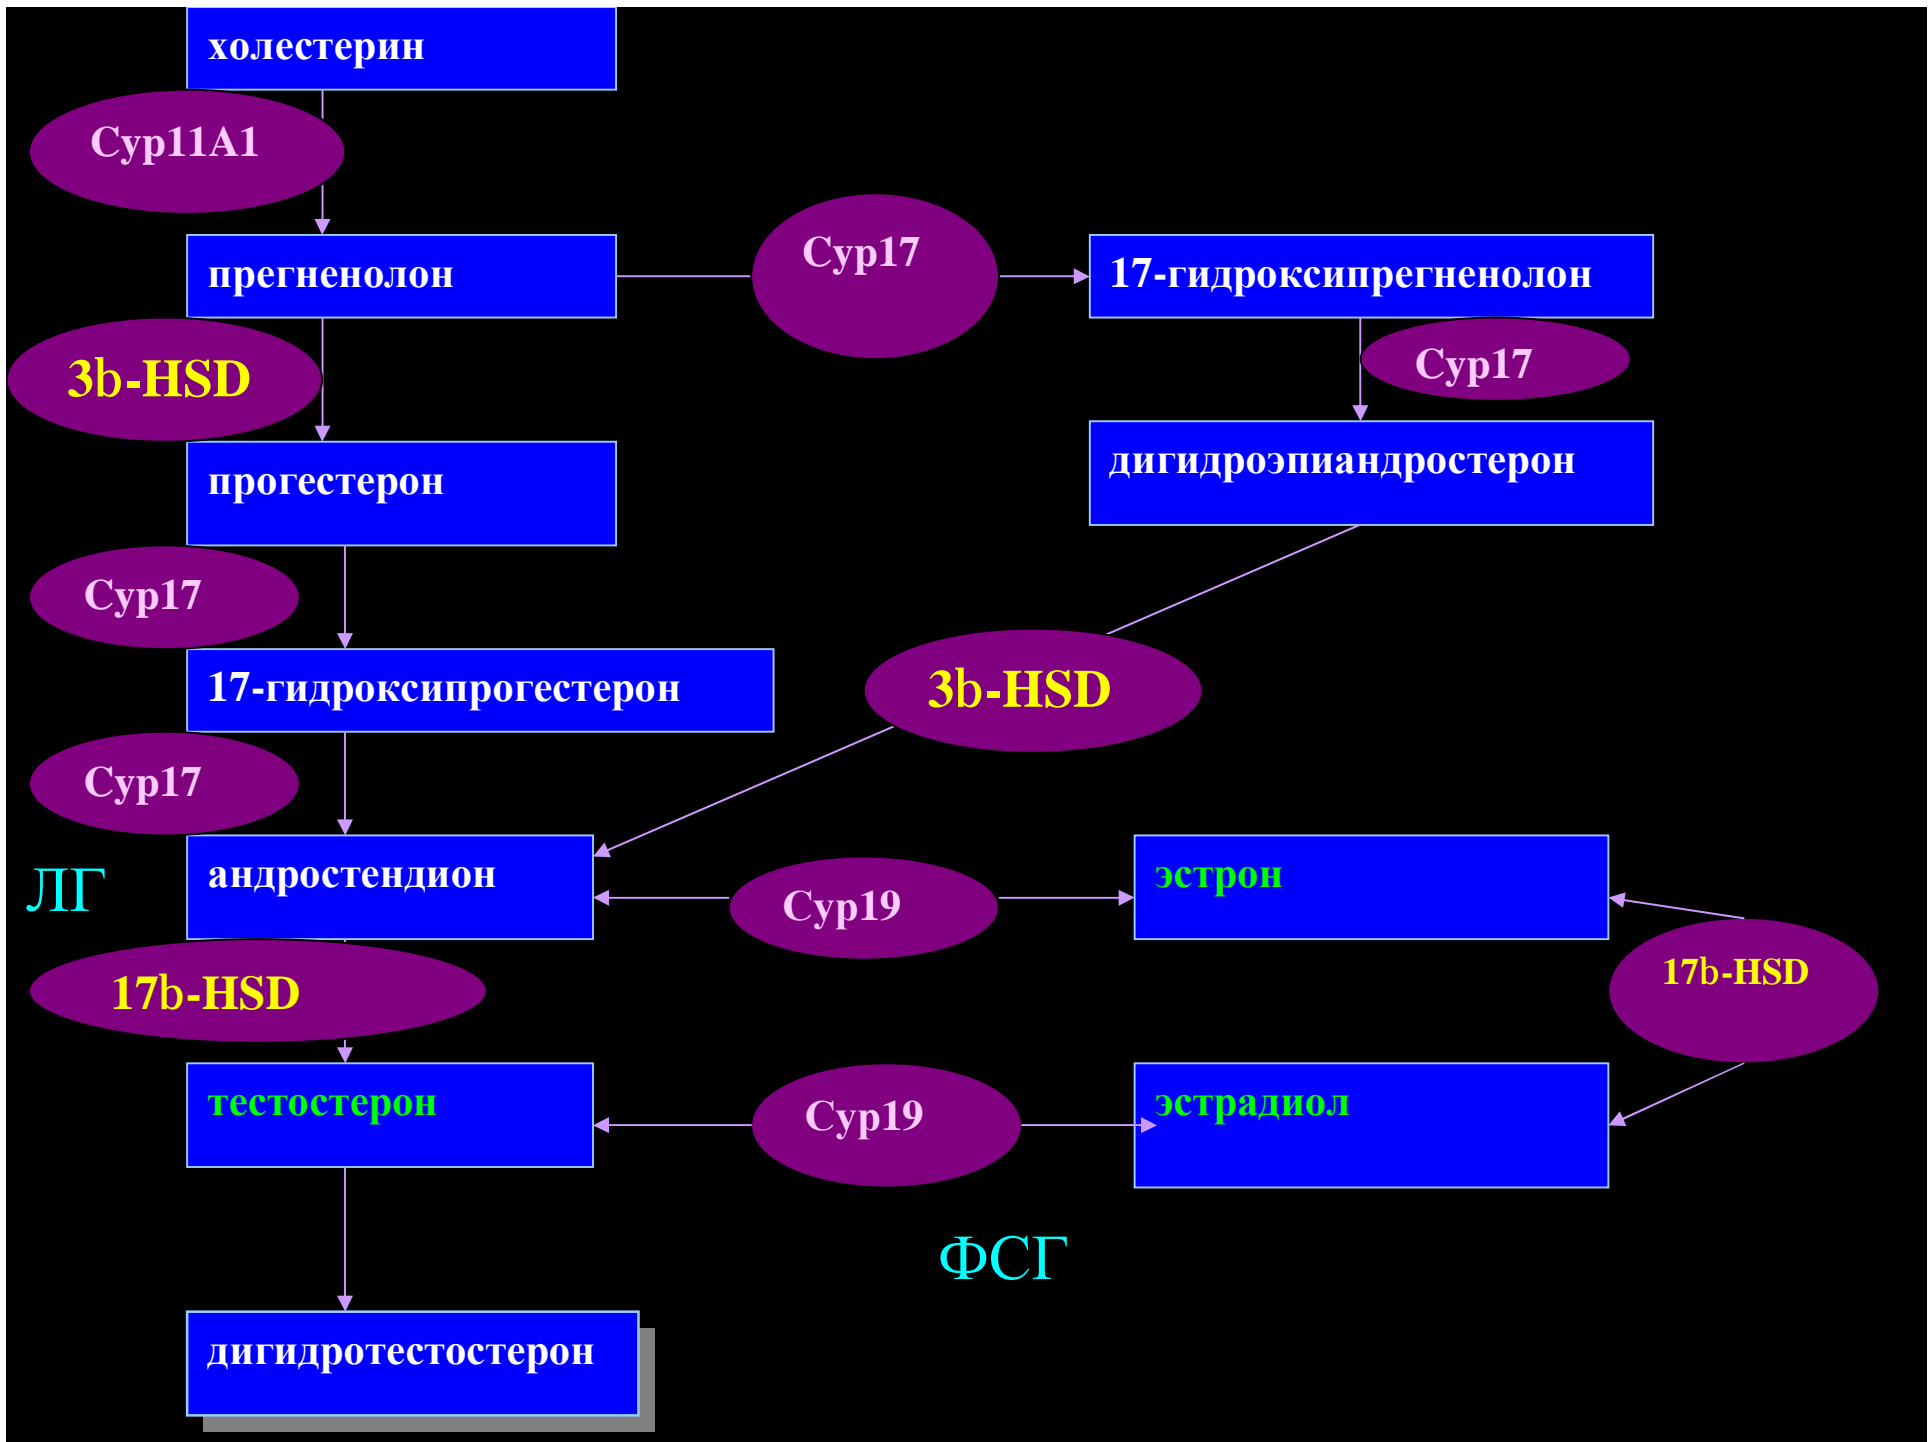 холестерин
Cyp11A1
прегненолон
Cyp17
17-гидроксипрегненолон
3b-HSD
Cyp17
прогестерон
дигидроэпиандростерон
Cyp17
17-гидроксипрогестерон
3b-HSD
Cyp17
андростендион
эстрон
ЛГ
Cyp19
17b-HSD
17b-HSD
тестостерон
Cyp19
эстрадиол
ФСГ
дигидротестостерон